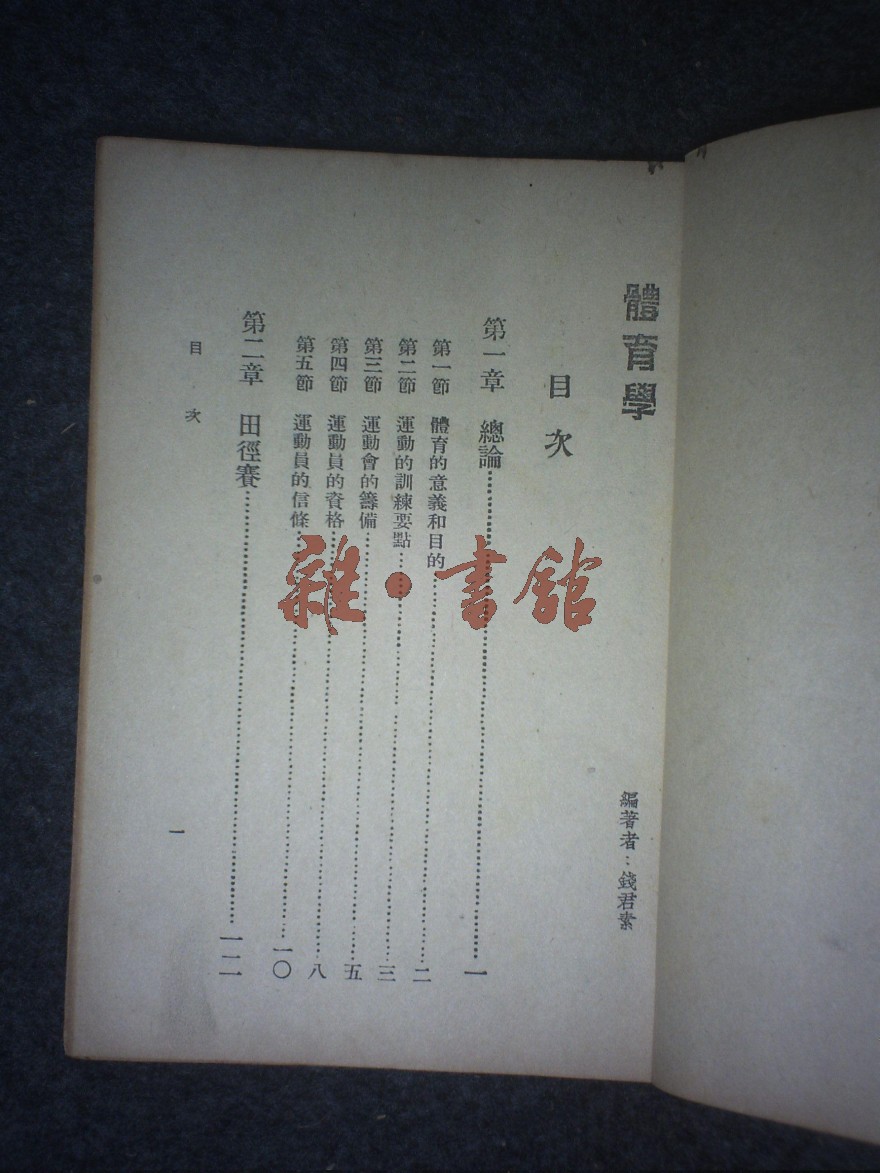 體育學
編著者：錢君素
目次
第一章 總論……………………一
第一節 體育的意義和目的……………………二
第二節 運動的訓練要點……………………三
第三節 運動會的籌備……………………五
第四節 運動員的資格……………………八
第五節 運動員的信條……………………一〇
第二章 田徑賽……………………一二
目次
一
雜·書館